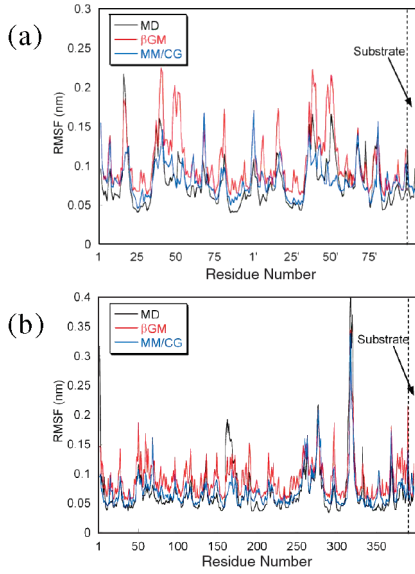 (a)
0.3
0.25
0.2
0.15
0.1
0.05
0
RMSF (nm)
MD
βGM
MM/CG
Substrate
1 25 50 75 1' 25' 50' 75'
Residue Number
(b)
0.4
0.35
0.3
0.25
0.2
0.15
0.1
0.05
0
RMSF (nm)
MD
βGM
MM/CG
Substrate
1 50 100 150 200 250 300 350
Residue Number